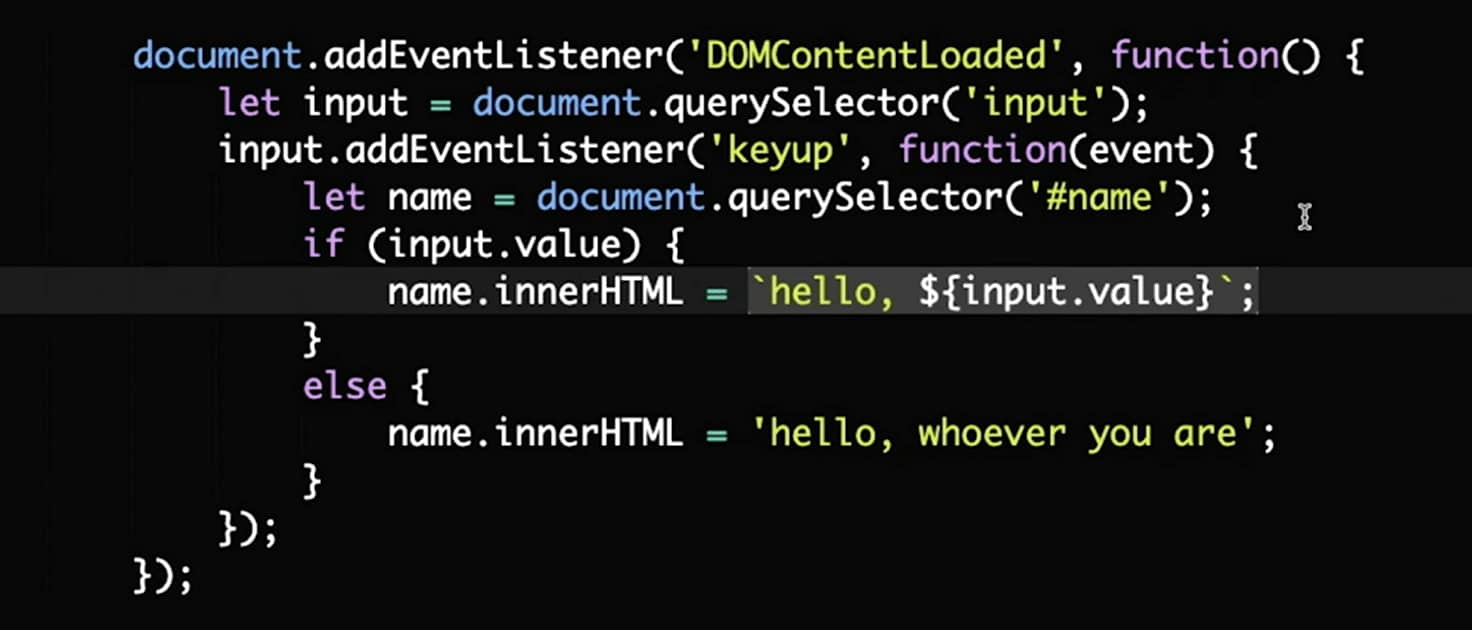 document.addEventListener('DOMContentLoaded', function() {
    let input = document.querySelector('input');
    input.addEventListener('keyup', function(event) {
        let name = document.querySelector('#name');
        if (input.value) {
            name.innerHTML = `hello, ${input.value}`;
        }
        else {
            name.innerHTML = 'hello, whoever you are';
        }
    });
});